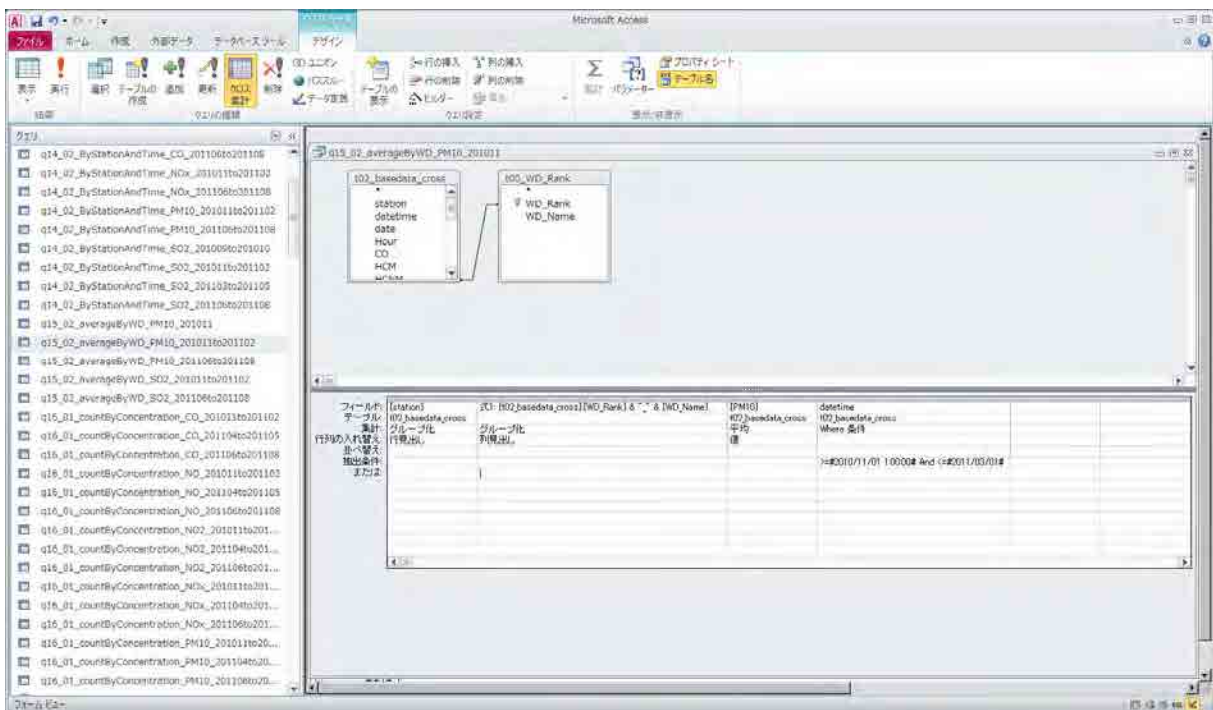 Microsoft Access
ファイル ホーム 作成 外部データ データベース ツール デザイン
表示 実行 選択 テーブルの作成 追加 更新 クロス集計 削除
ユニオン
パススルー
データ定義
テーブルの表示
行の挿入
行の削除
ビルダー
列の挿入
列の削除
パラメーター
プロパティ シート
テーブル名
結果 クエリの種類 クエリ設定 表示/非表示
クエリ
q14_02_ByStationAndTime_CO_201106to201108
q14_02_ByStationAndTime_NOx_201011to201102
q14_02_ByStationAndTime_NOx_201106to201108
q14_02_ByStationAndTime_PM10_201011to201102
q14_02_ByStationAndTime_PM10_201106to201108
q14_02_ByStationAndTime_SO2_201009to201010
q14_02_ByStationAndTime_SO2_201011to201102
q14_02_ByStationAndTime_SO2_201103to201105
q14_02_ByStationAndTime_SO2_201106to201108
q15_02_averageByWD_PM10_201011
q15_02_averageByWD_PM10_201011to201102
q15_02_averageByWD_PM10_201106to201108
q15_02_averageByWD_SO2_201011to201102
q15_02_averageByWD_SO2_201106to201108
q16_01_countByConcentration_CO_201011to201102
q16_01_countByConcentration_CO_201104to201105
q16_01_countByConcentration_CO_201106to201108
q16_01_countByConcentration_NO_201011to201102
q16_01_countByConcentration_NO_201104to201105
q16_01_countByConcentration_NO_201106to201108
q16_01_countByConcentration_NO2_201011to201...
q16_01_countByConcentration_NO2_201104to201...
q16_01_countByConcentration_NO2_201106to201...
q16_01_countByConcentration_NOx_201011to201...
q16_01_countByConcentration_NOx_201104to201...
q16_01_countByConcentration_NOx_201106to201...
q16_01_countByConcentration_PM10_201011to20...
q16_01_countByConcentration_PM10_201104to20...
q16_01_countByConcentration_PM10_201106to20...
q15_02_averageByWD_PM10_201011
t02_basedata_cross
*
station
datetime
date
Hour
CO
HCM
t00_WD_Rank
*
WD_Rank
WD_Name
フィールド: [station] 式1: [t02_basedata_cross].[WD_Rank] & "_" & [WD_Name] [PM10] datetime
テーブル: t02_basedata_cross t02_basedata_cross t02_basedata_cross
集計: グループ化 グループ化 平均 Where 条件
行列の入れ替え: 行見出し 列見出し 値
並べ替え:
抽出条件: >=#2010/11/01 1:00:00# And <=#2011/03/01#
または:
フォーム ビュー